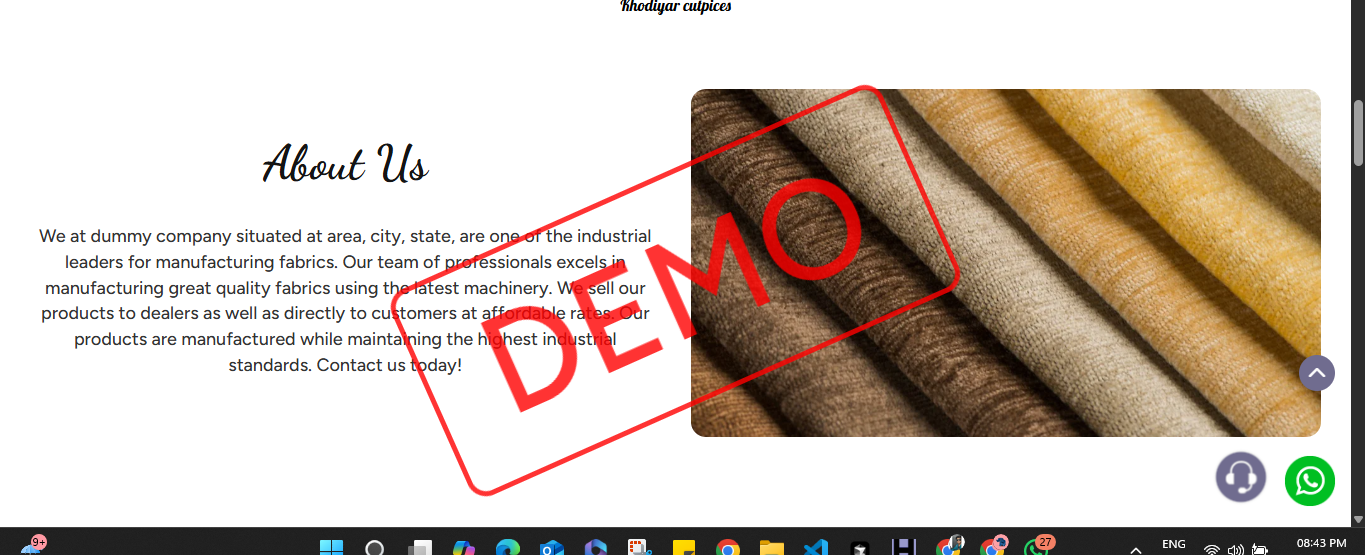 Khodiyar culpices
About Us
We at dummy company situated at area, city, state, are one of the industrial
leaders for manufacturing fabrics. Our team of professionals excels in
manufacturing great quality fabrics using the latest machinery. We sell our
products to dealers as well as directly to customers at affordable rates. Our
products are manufactured while maintaining the highest industrial
standards. Contact us today!
DEMO
9+
27
ENG
08:43 PM